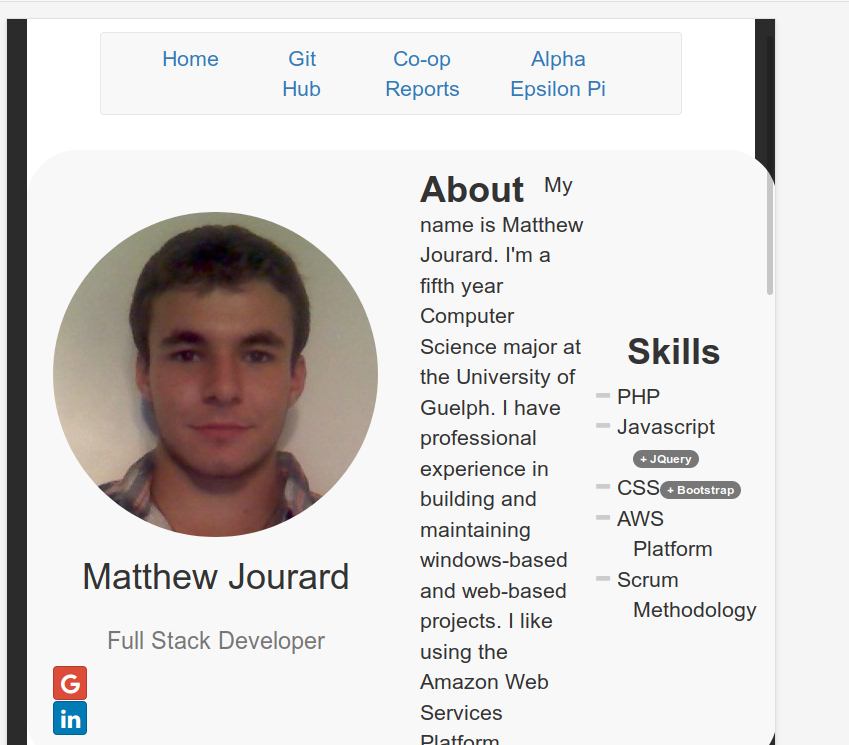 Home Git Hub Co-op Reports Alpha Epsilon Pi
Matthew Jourard
Full Stack Developer
G
in
About My
name is Matthew
Jourard. I'm a
fifth year
Computer
Science major at
the University of
Guelph. I have
professional
experience in
building and
maintaining
windows-based
and web-based
projects. I like
using the
Amazon Web
Services
Platform
Skills
PHP
Javascript
+ JQuery
CSS + Bootstrap
AWS
Platform
Scrum
Methodology